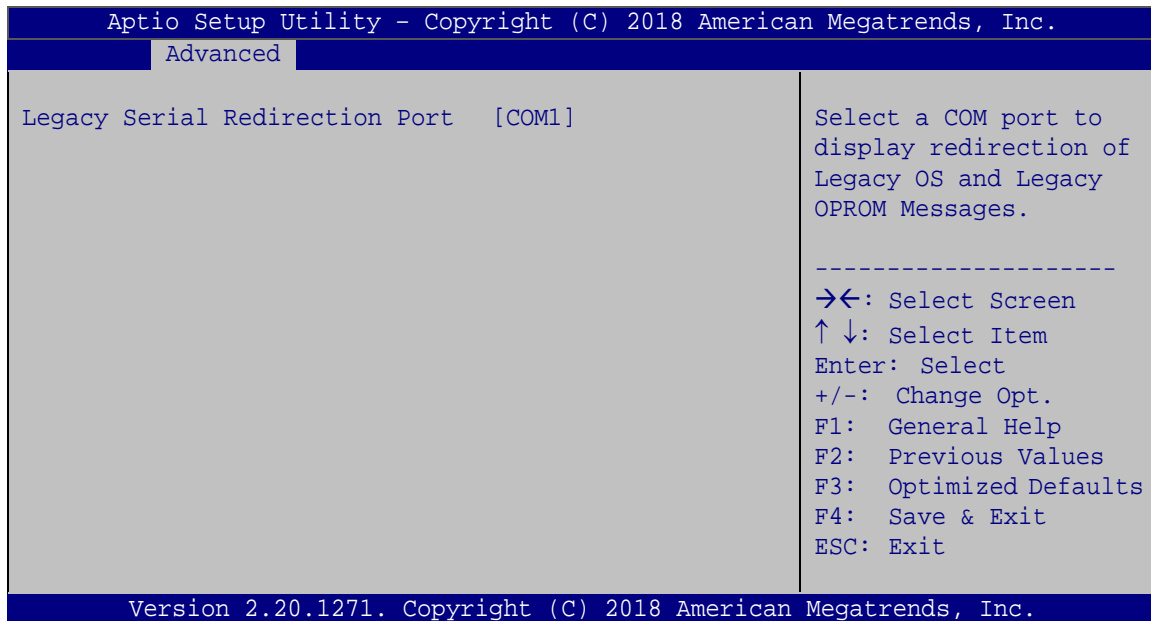 Aptio Setup Utility – Copyright (C) 2018 American Megatrends, Inc.
Advanced
Legacy Serial Redirection Port [COM1]
Select a COM port to
display redirection of
Legacy OS and Legacy
OPROM Messages.
---------------------
→←: Select Screen
↑ ↓: Select Item
Enter: Select
+/-: Change Opt.
F1: General Help
F2: Previous Values
F3: Optimized Defaults
F4: Save & Exit
ESC: Exit
Version 2.20.1271. Copyright (C) 2018 American Megatrends, Inc.